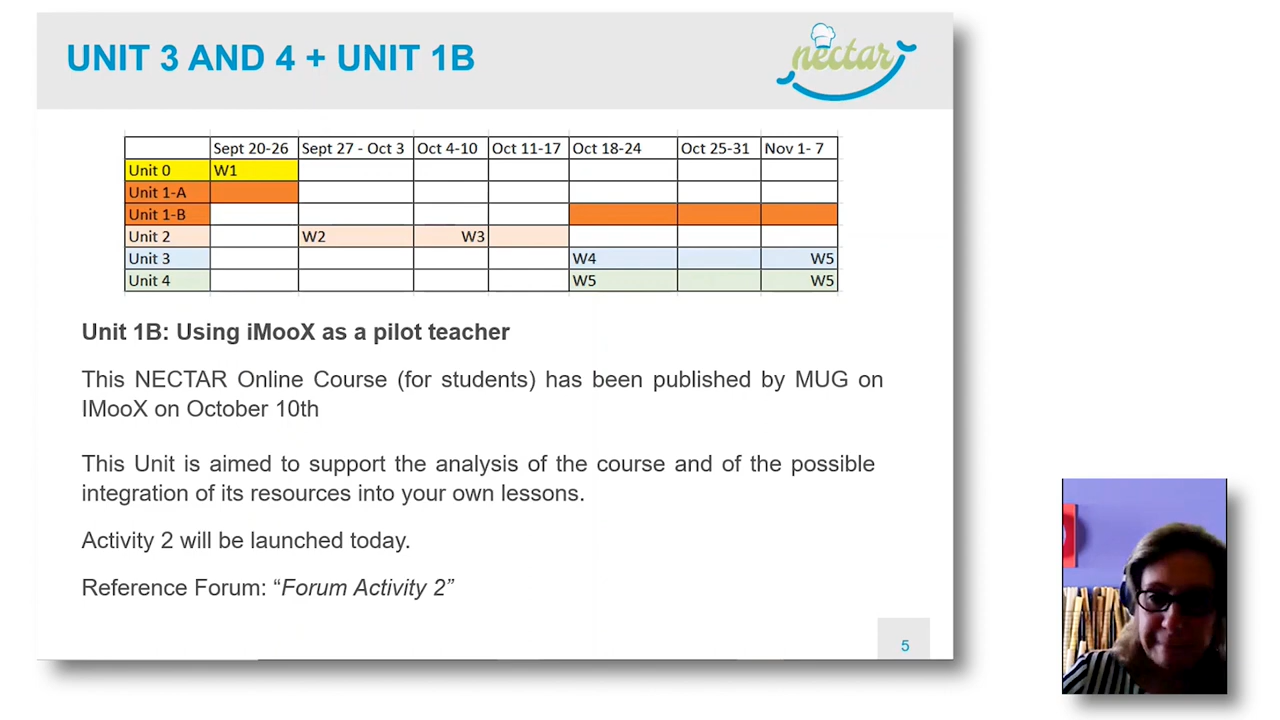 UNIT 3 AND 4 + UNIT 1B
nectar
Sept 20-26 Sept 27 - Oct 3 Oct 4-10 Oct 11-17 Oct 18-24 Oct 25-31 Nov 1- 7
Unit 0 W1
Unit 1-A
Unit 1-B
Unit 2 W2 W3
Unit 3 W4 W5
Unit 4 W5 W5
Unit 1B: Using iMooX as a pilot teacher
This NECTAR Online Course (for students) has been published by MUG on
IMooX on October 10th
This Unit is aimed to support the analysis of the course and of the possible
integration of its resources into your own lessons.
Activity 2 will be launched today.
Reference Forum: “Forum Activity 2”
5